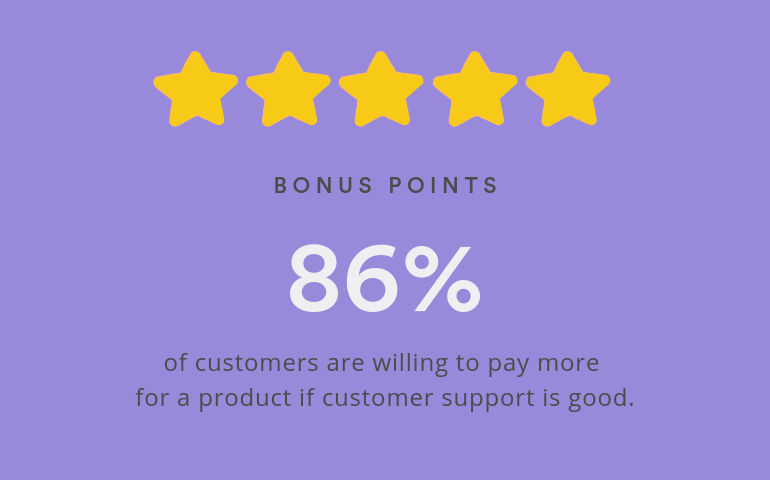 BONUS POINTS
86%
of customers are willing to pay more
for a product if customer support is good.